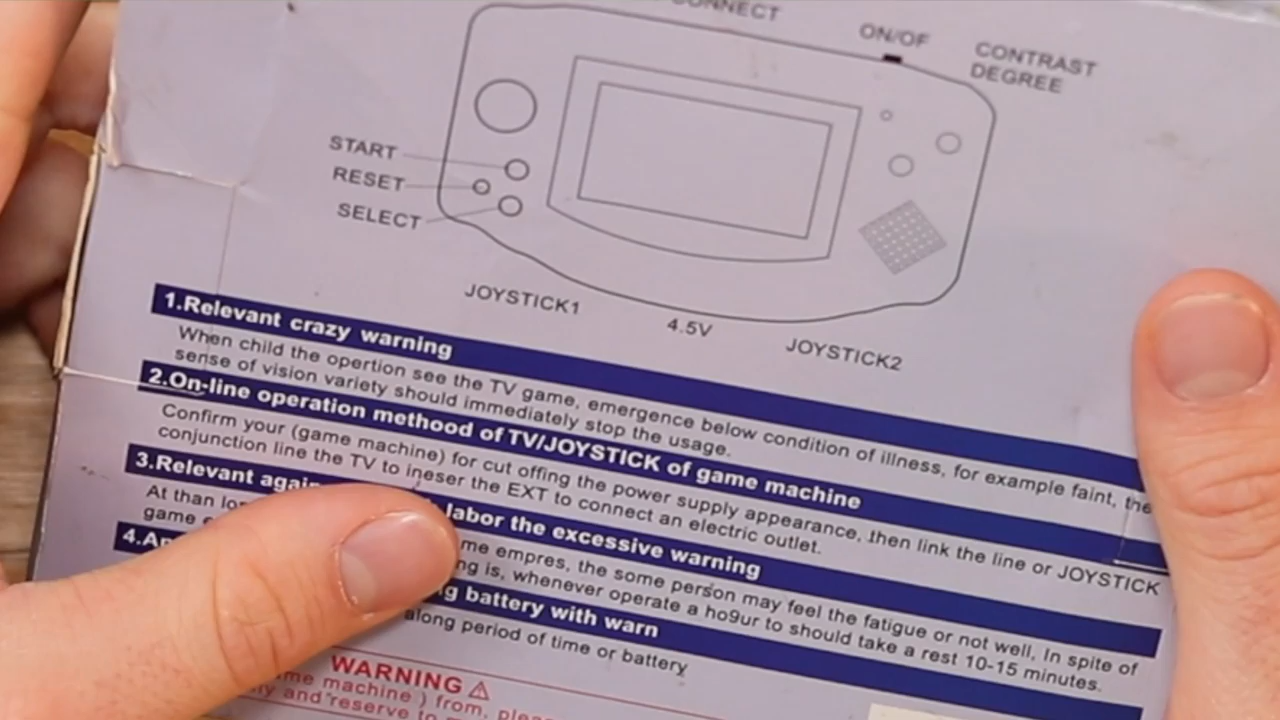 CONNECT
ON/OF
CONTRAST
DEGREE
START
RESET
SELECT
JOYSTICK1
4.5V
JOYSTICK2
1.Relevant crazy warning
When child the opertion see the TV game, emergence below condition of illness, for example faint, the
sense of vision variety should immediately stop the usage.
2.On-line operation methood of TV/JOYSTICK of game machine
Confirm your (game machine) for cut offing the power supply appearance, then link the line or JOYSTICK
conjunction line the TV to ineser the EXT to connect an electric outlet.
3.Relevant labor the excessive warning
At than empres, the some person may feel the fatigue or not well, In spite of
game is, whenever operate a ho9ur to should take a rest 10-15 minutes.
4. battery with warn
along period of time or battery
WARNING
machine ) from,
and reserve to